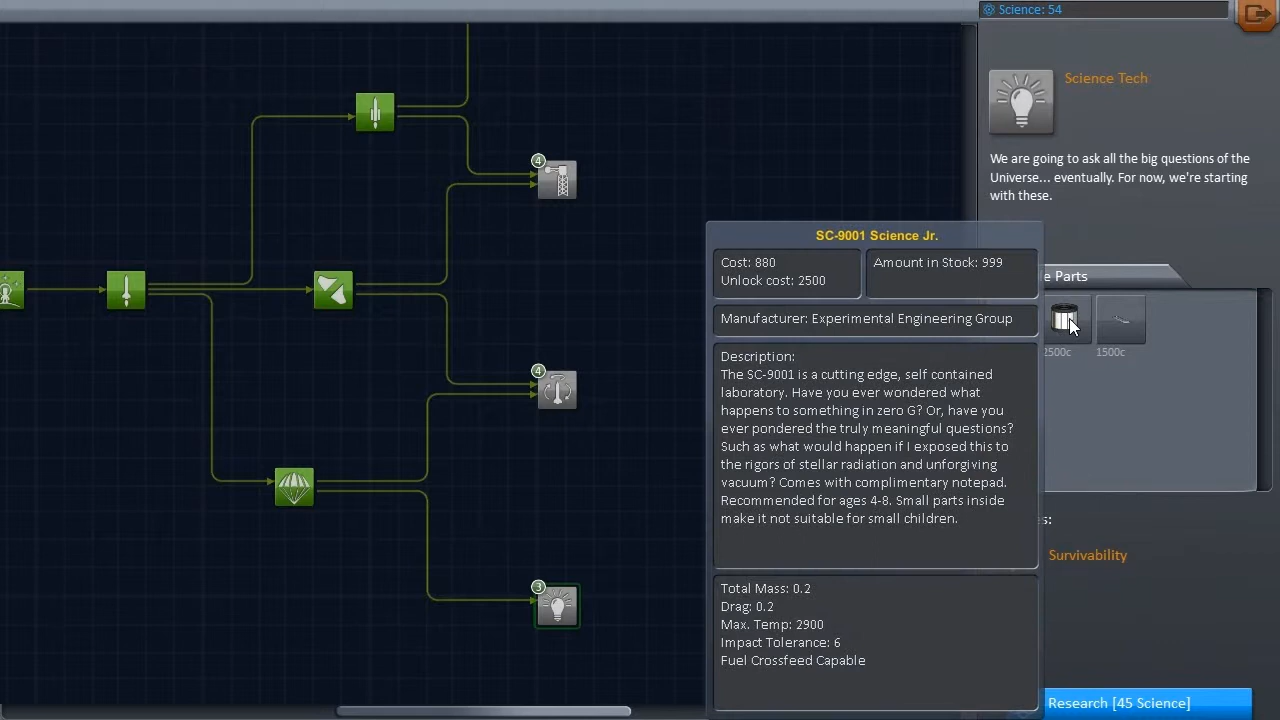 Science: 54
Science Tech
We are going to ask all the big questions of the
Universe... eventually. For now, we're starting
with these.
4
4
3
SC-9001 Science Jr.
Cost: 880
Unlock cost: 2500
Amount in Stock: 999
Manufacturer: Experimental Engineering Group
Description:
The SC-9001 is a cutting edge, self contained
laboratory. Have you ever wondered what
happens to something in zero G? Or, have you
ever pondered the truly meaningful questions?
Such as what would happen if I exposed this to
the rigors of stellar radiation and unforgiving
vacuum? Comes with complimentary notepad.
Recommended for ages 4-8. Small parts inside
make it not suitable for small children.
Total Mass: 0.2
Drag: 0.2
Max. Temp: 2900
Impact Tolerance: 6
Fuel Crossfeed Capable
e Parts
2500c
1500c
s:
Survivability
Research [45 Science]